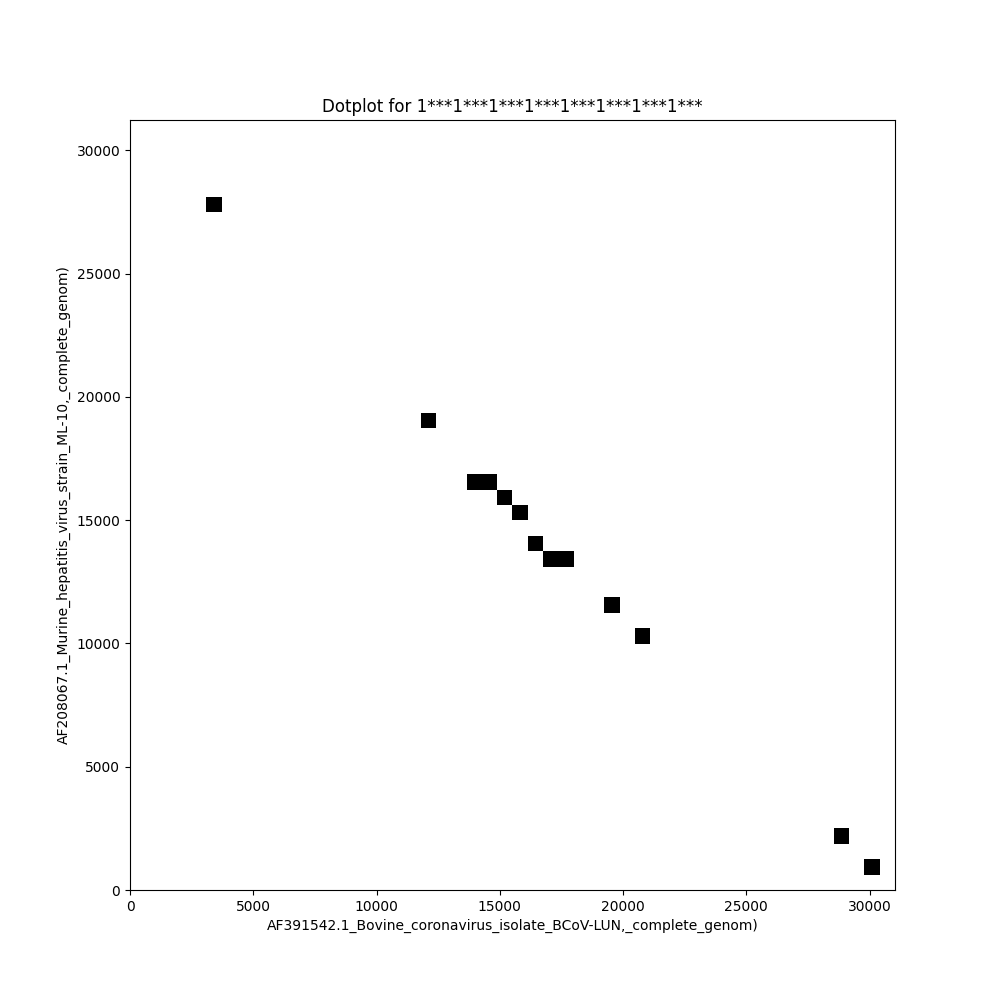 Dotplot for 1***1***1***1***1***1***1***1***
30000
25000
20000
15000
10000
5000
0
AF208067.1_Murine_hepatitis_virus_strain_ML-10,_complete_genom)
0 5000 10000 15000 20000 25000 30000
AF391542.1_Bovine_coronavirus_isolate_BCoV-LUN,_complete_genom)